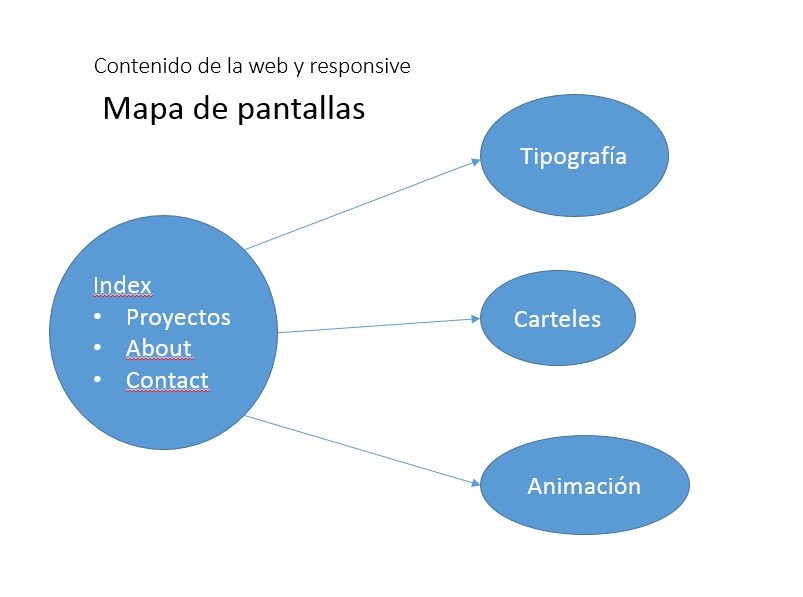 Contenido de la web y responsive
Mapa de pantallas
Tipografía
Index
• Proyectos
• About
• Contact
Carteles
Animación